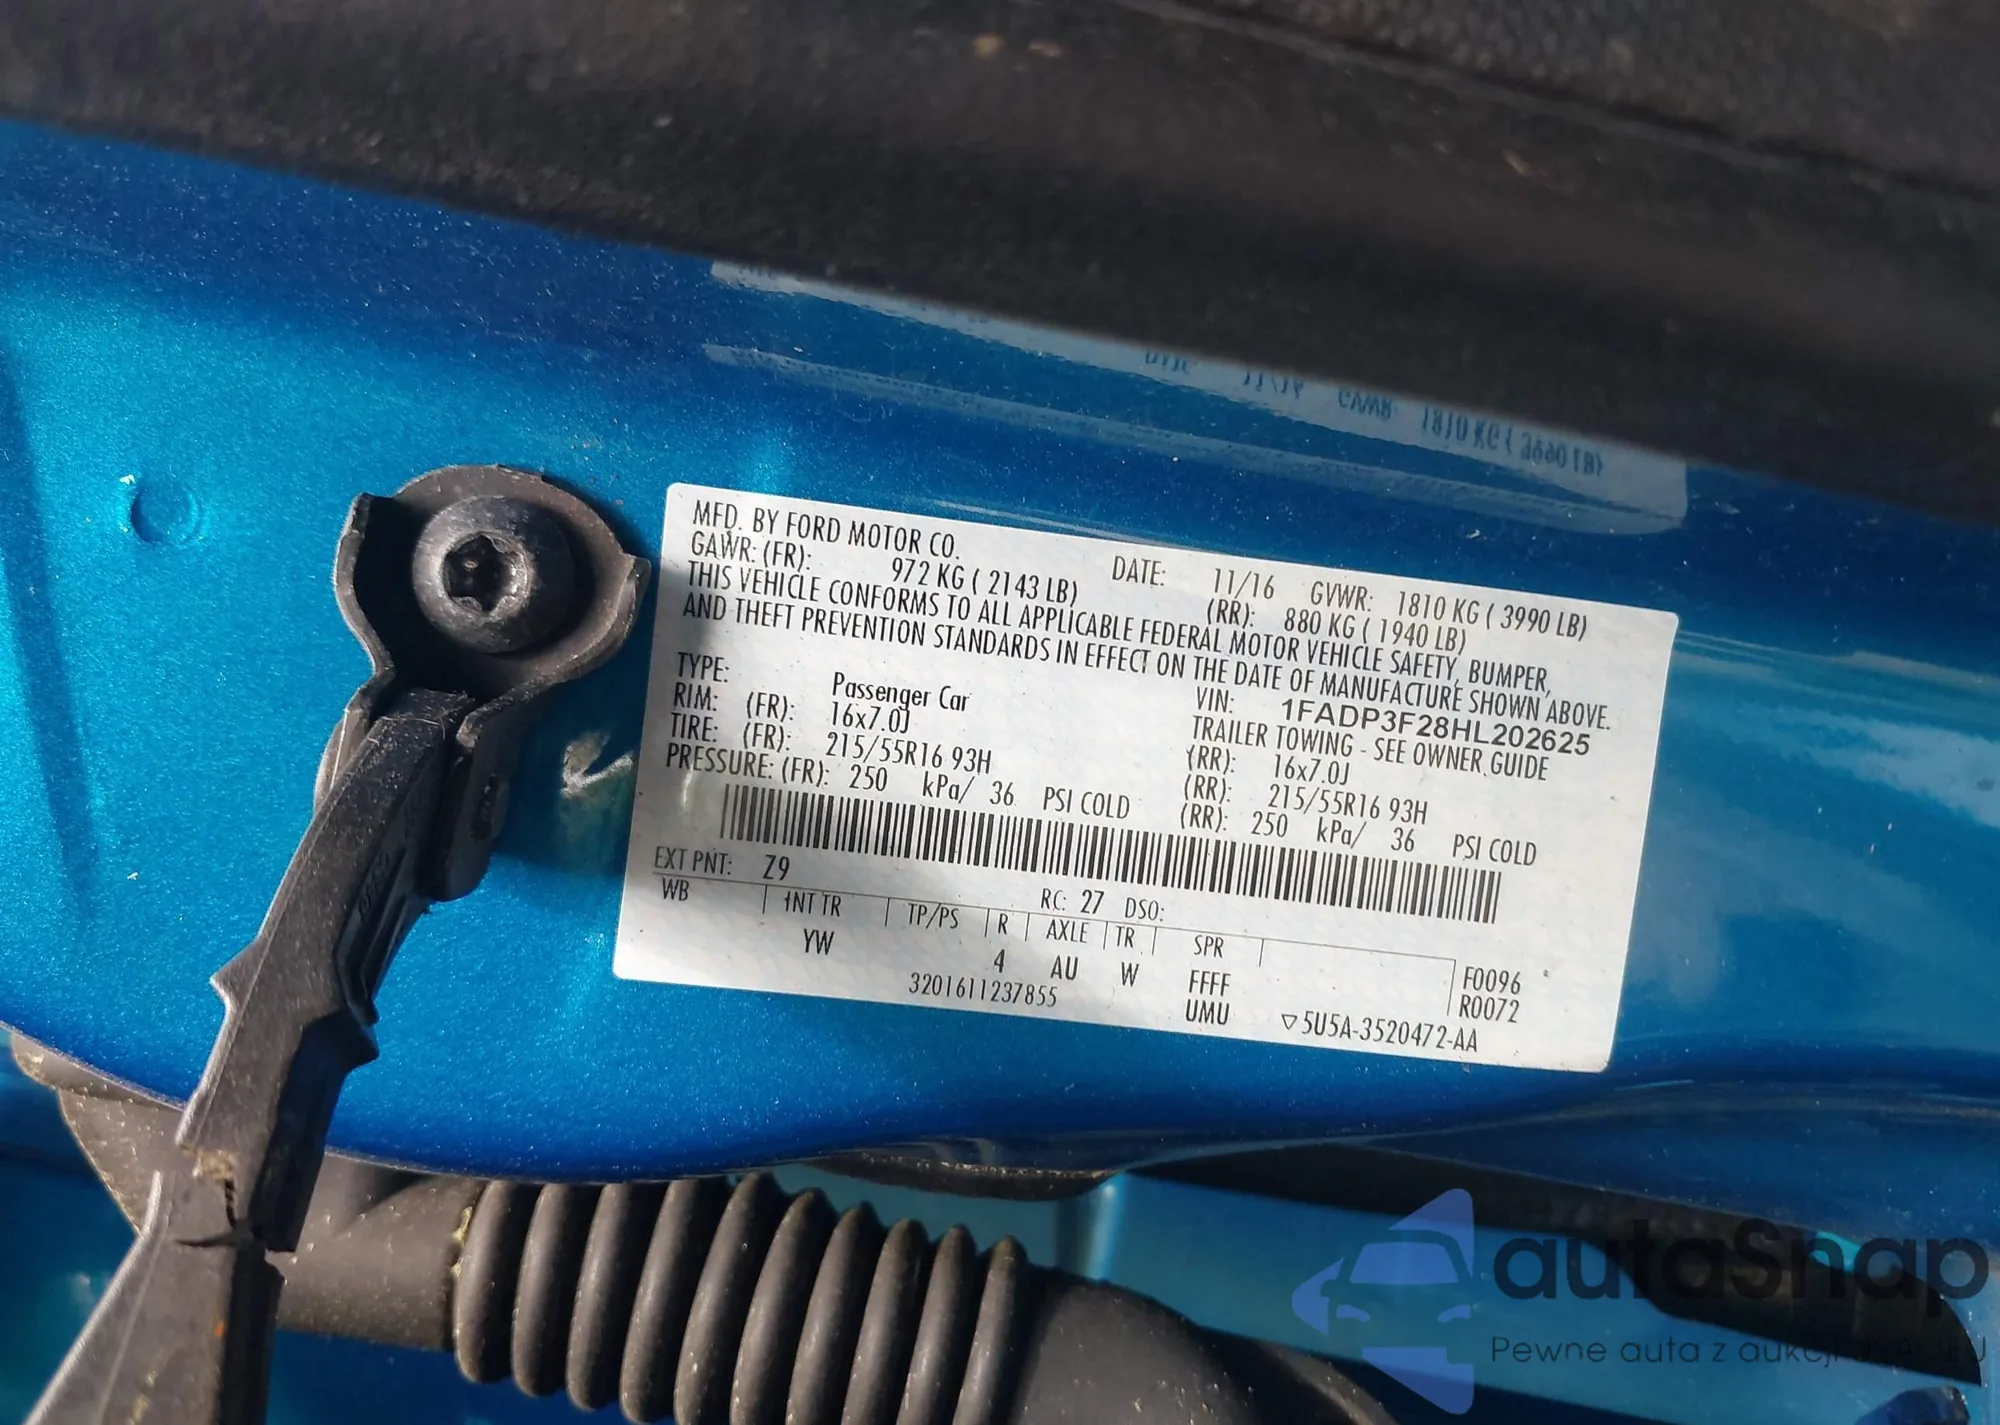 MFD. BY FORD MOTOR CO. DATE: 11/16 GVWR: 1810 KG ( 3990 LB)
GAWR: (FR): 972 KG ( 2143 LB) (RR): 880 KG ( 1940 LB)
THIS VEHICLE CONFORMS TO ALL APPLICABLE FEDERAL MOTOR VEHICLE SAFETY, BUMPER,
AND THEFT PREVENTION STANDARDS IN EFFECT ON THE DATE OF MANUFACTURE SHOWN ABOVE.
VIN: 1FADP3F28HL202625
TYPE: Passenger Car TRAILER TOWING - SEE OWNER GUIDE
RIM: (FR): 16x7.0J (RR): 16x7.0J
TIRE: (FR): 215/55R16 93H (RR): 215/55R16 93H
PRESSURE: (FR): 250 kPa/ 36 PSI COLD (RR): 250 kPa/ 36 PSI COLD
EXT PNT: Z9 RC: 27 DSO:
WB INT TR TP/PS R AXLE TR SPR
YW 4 AU W FFFF F0096
3201611237855 UMU R0072
▽5U5A-3520472-AA
autaSnap
Pewne auta z aukcji